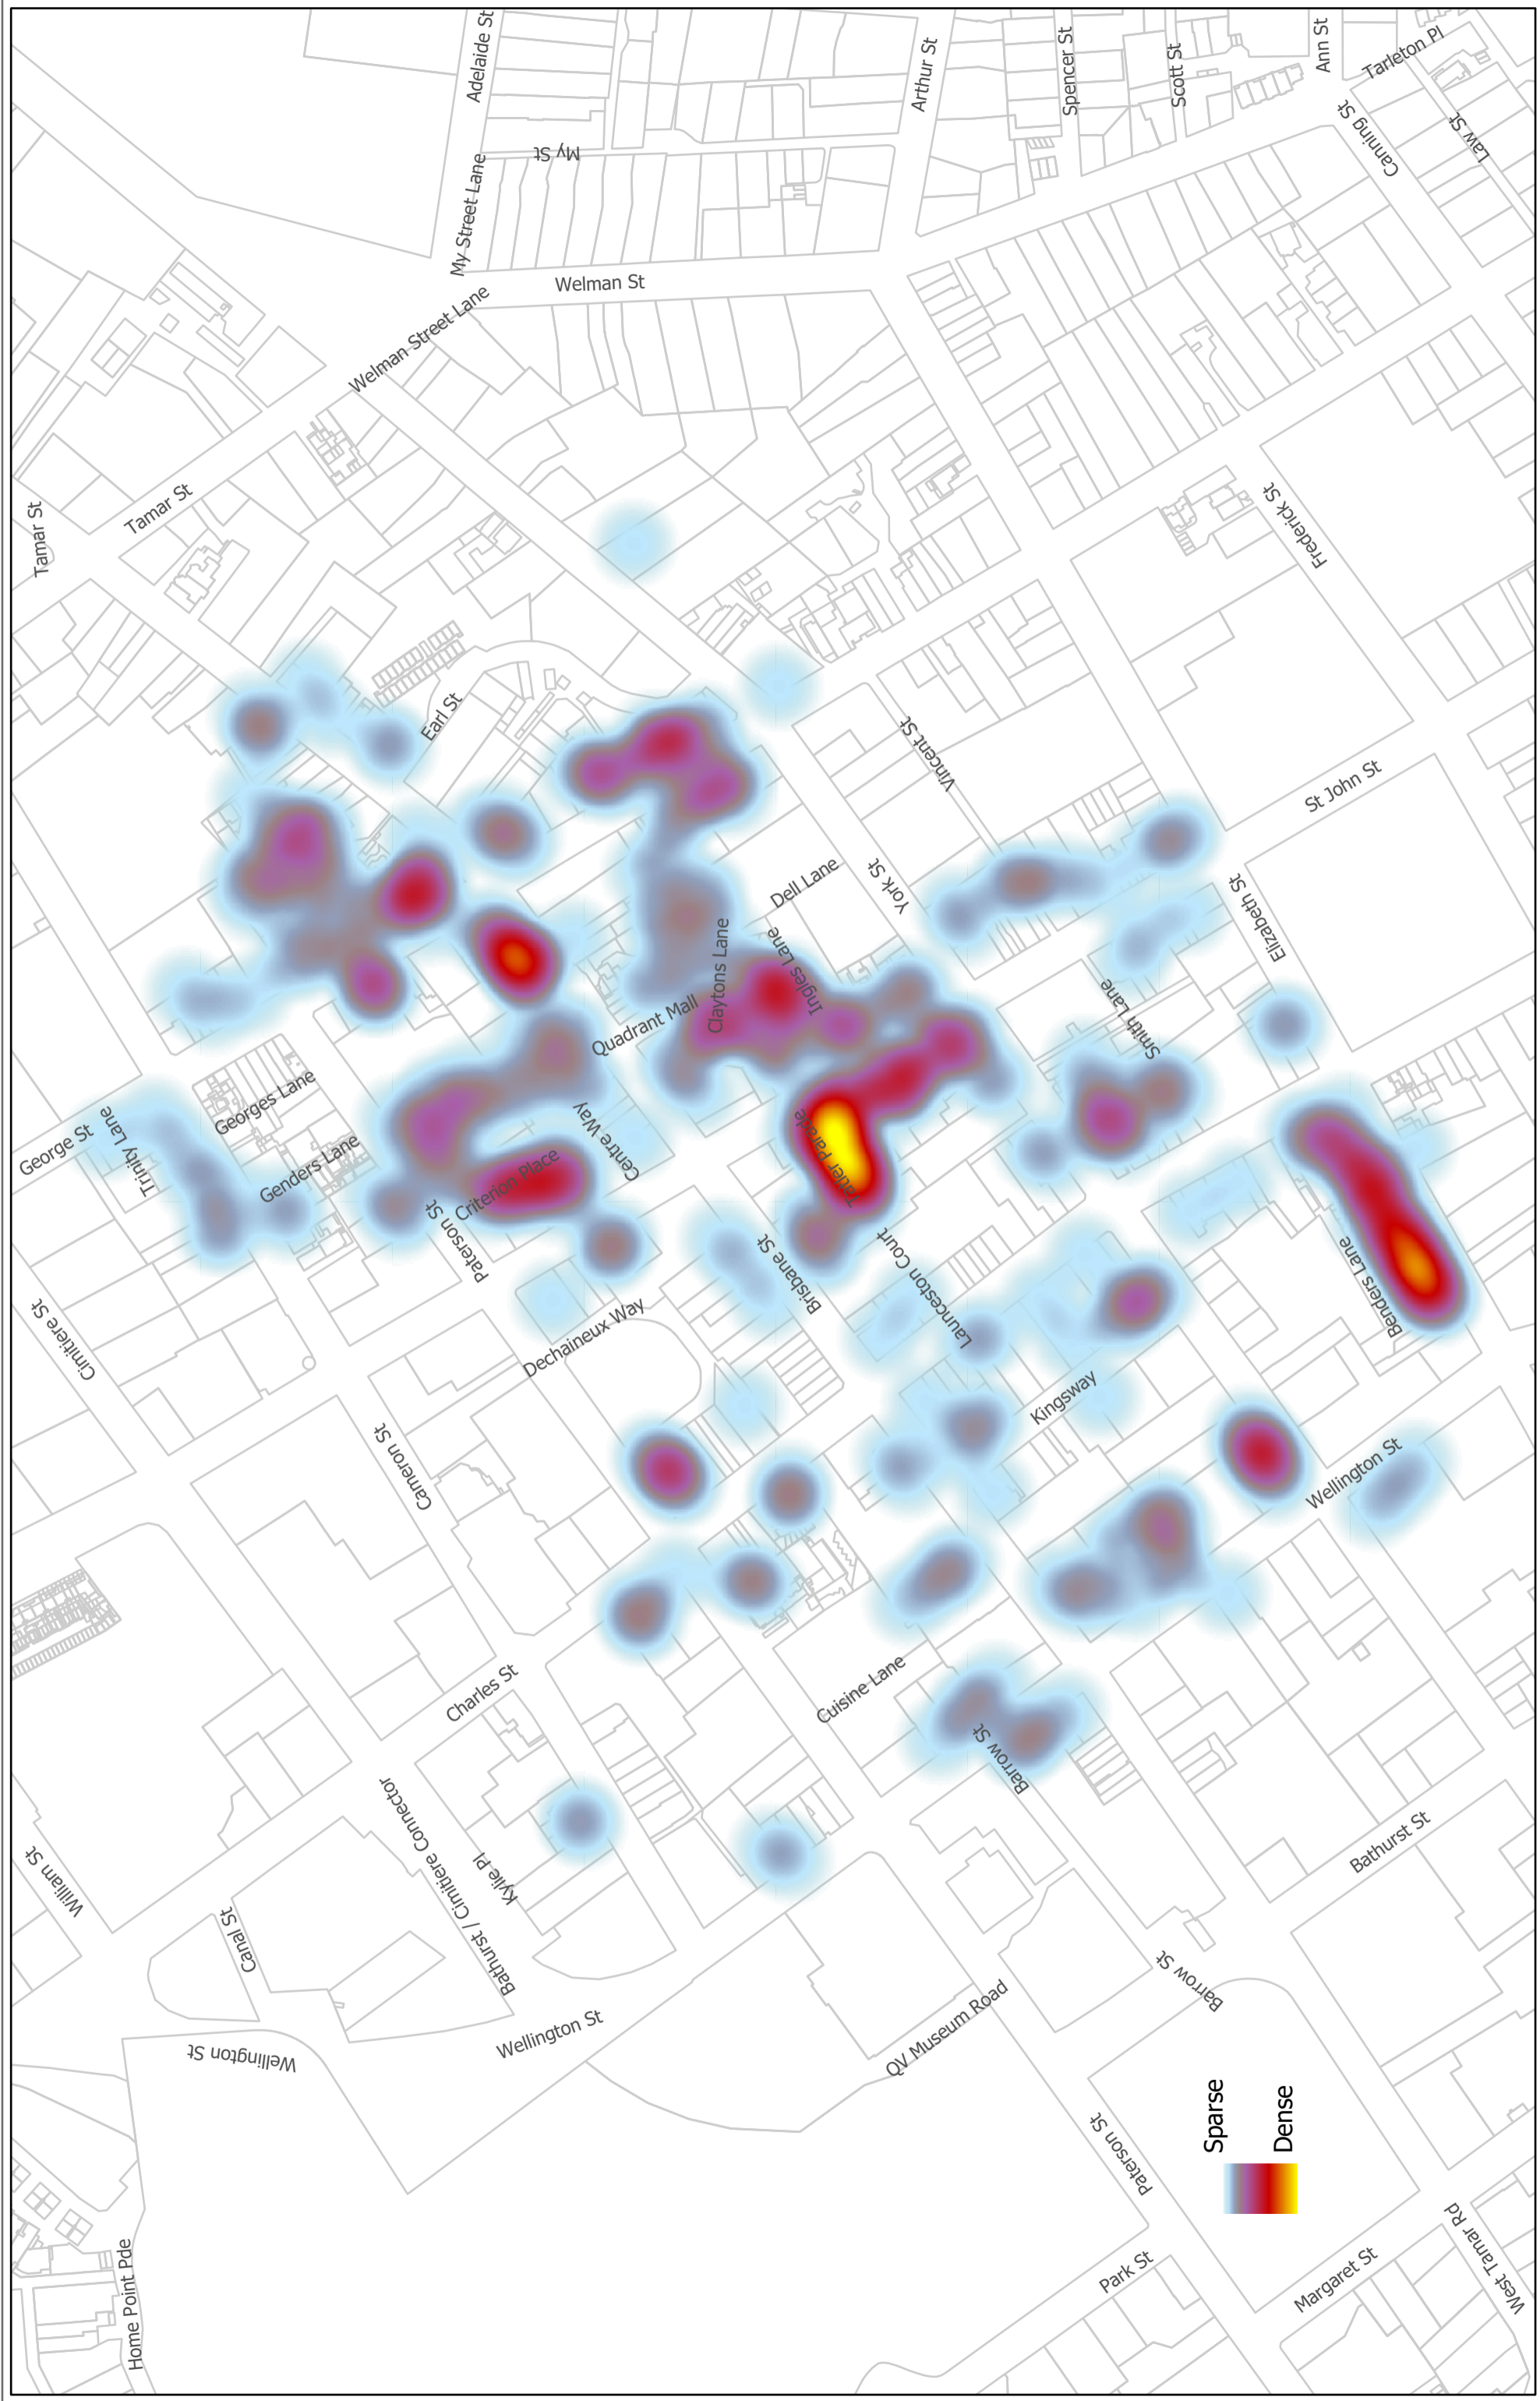 Adelaide St
Arthur St
Spencer St
Scott St
Ann St
Tarleton Pl
My St
Canning St
Law St
My Street Lane
Welman St
Welman Street Lane
Tamar St
Tamar St
Frederick St
Earl St
Vincent St
St John St
Dell Lane
York St
Elizabeth St
Claytons Lane
Ingles Lane
Quadrant Mall
Smith Lane
Georges Lane
George St
Trinity Lane
Genders Lane
Centre Way
Tatler Parade
Criterion Place
Paterson St
Brisbane St
Launceston Court
Benders Lane
Cimitiere St
Dechaineux Way
Kingsway
Cameron St
Wellington St
Charles St
Cuisine Lane
Barrow St
Bathurst / Cimitiere Connector
Kylie Pl
William St
Canal St
Bathurst St
Barrow St
Wellington St
Wellington St
QV Museum Road
Paterson St
Sparse
Dense
Home Point Pde
Park St
Margaret St
West Tamar Rd